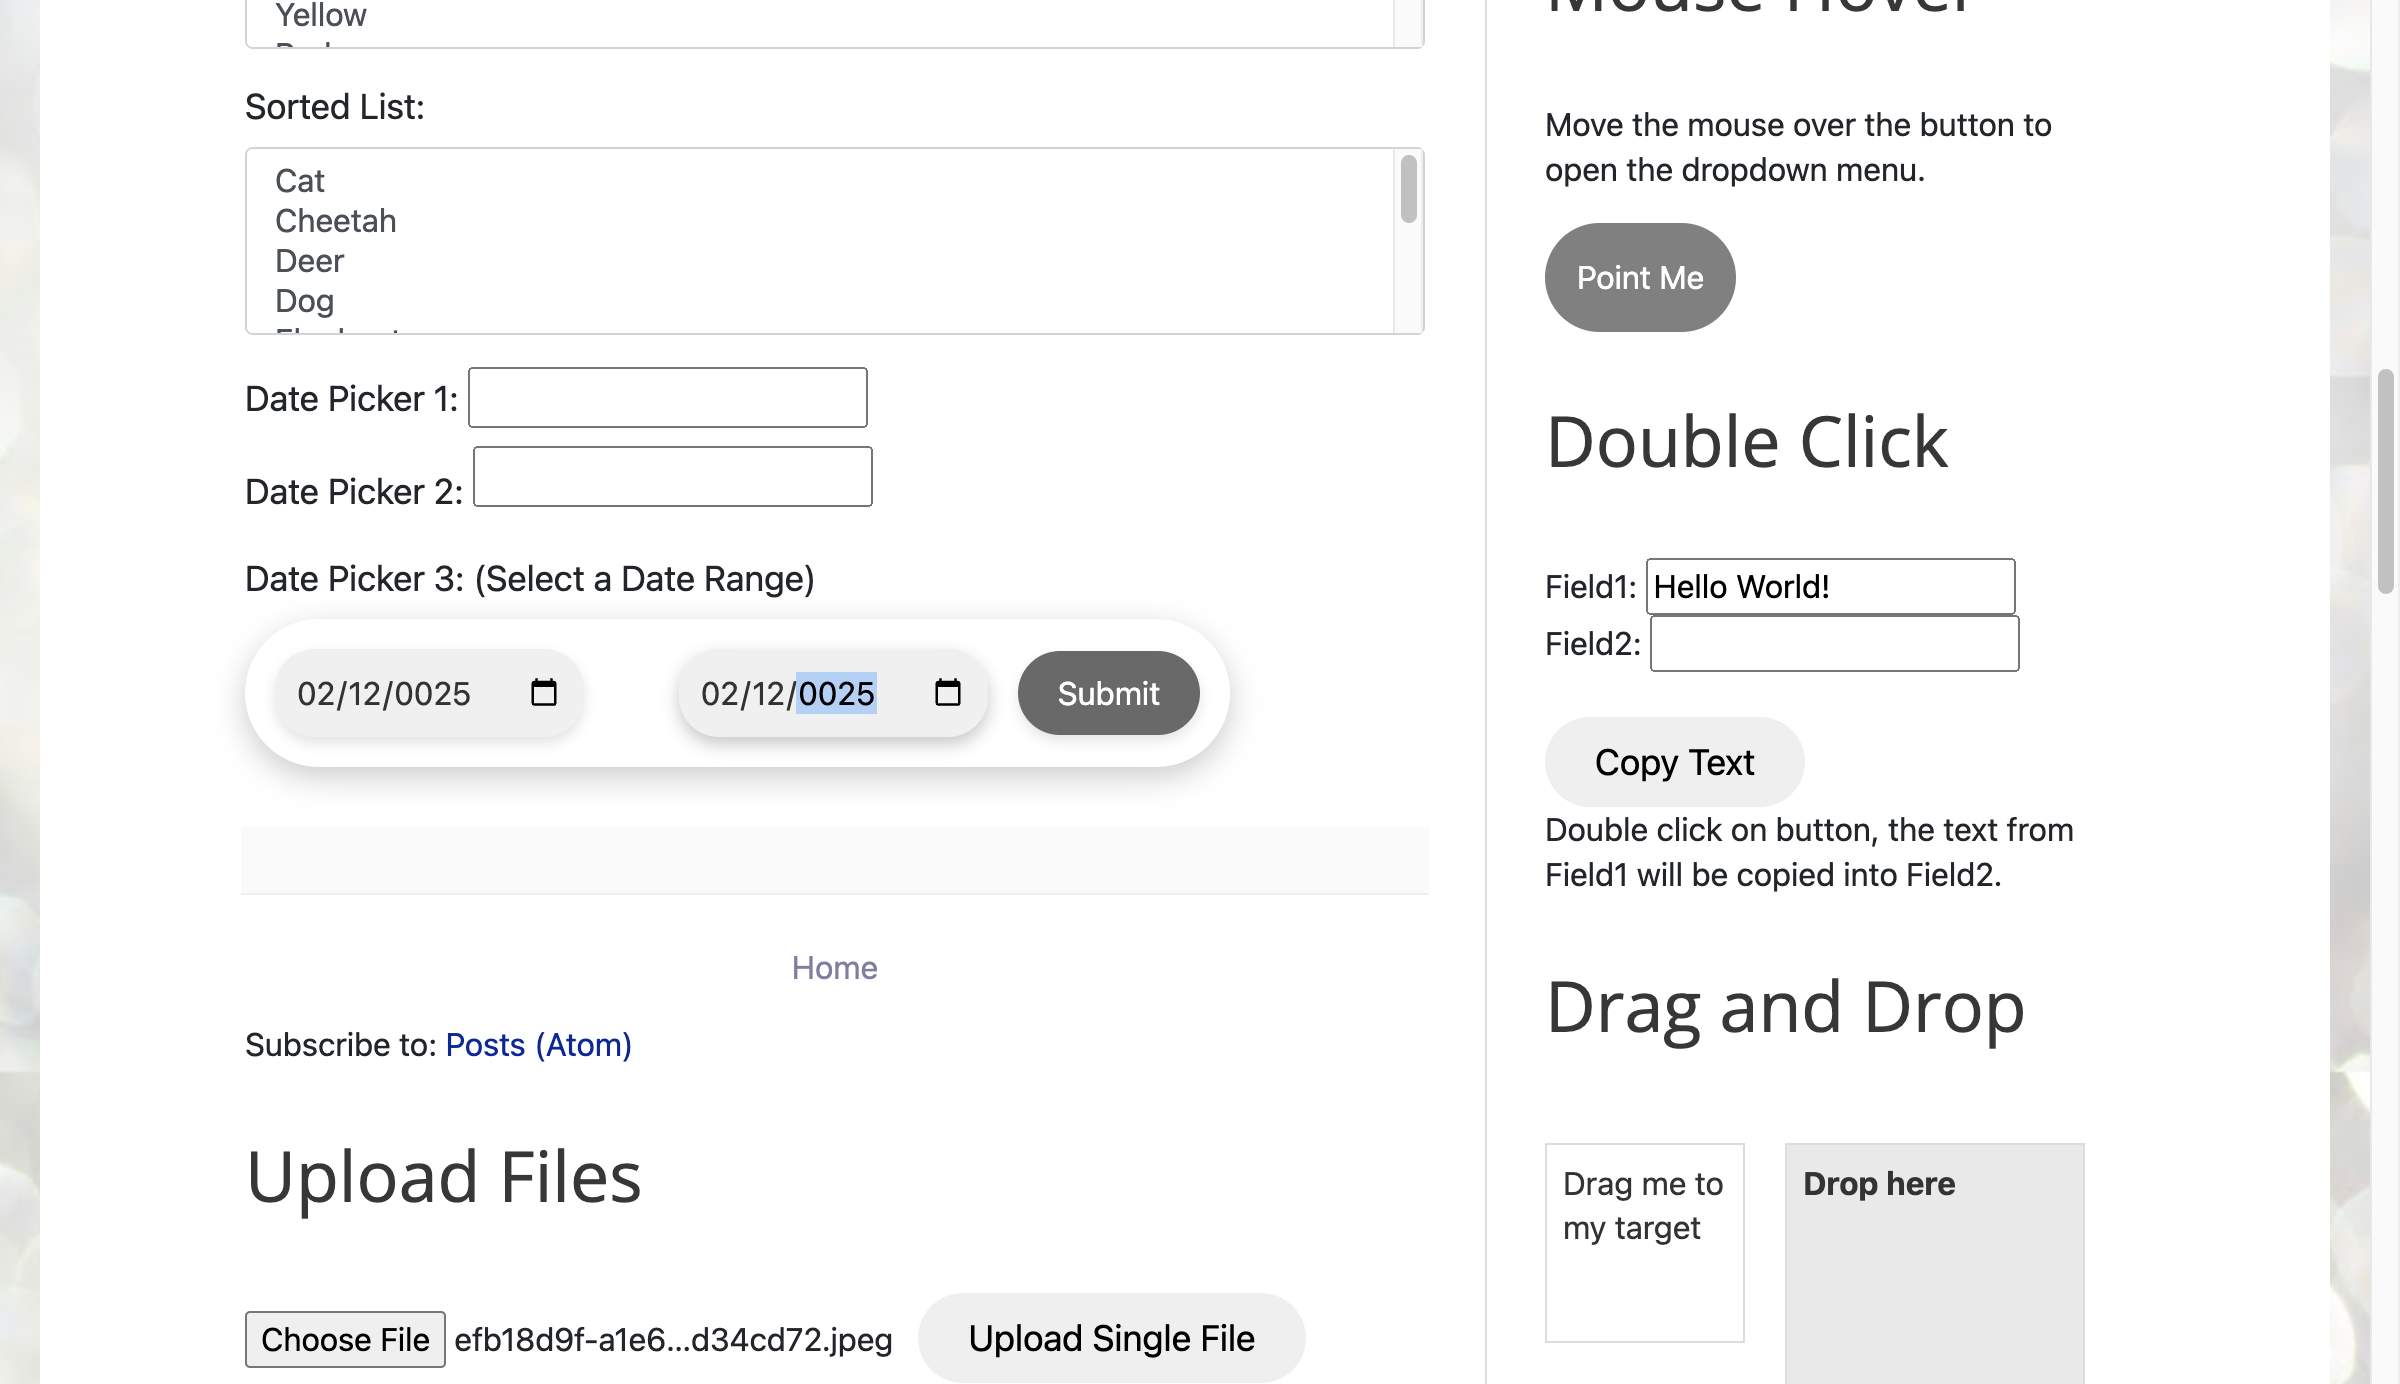 Yellow
Sorted List:
Cat
Cheetah
Deer
Dog
Date Picker 1:
Date Picker 2:
Date Picker 3: (Select a Date Range)
02/12/0025 02/12/0025 Submit
Home
Subscribe to: Posts (Atom)
Upload Files
Choose File efb18d9f-a1e6...d34cd72.jpeg Upload Single File
Mouse Hover
Move the mouse over the button to
open the dropdown menu.
Point Me
Double Click
Field1: Hello World!
Field2:
Copy Text
Double click on button, the text from
Field1 will be copied into Field2.
Drag and Drop
Drag me to
my target
Drop here